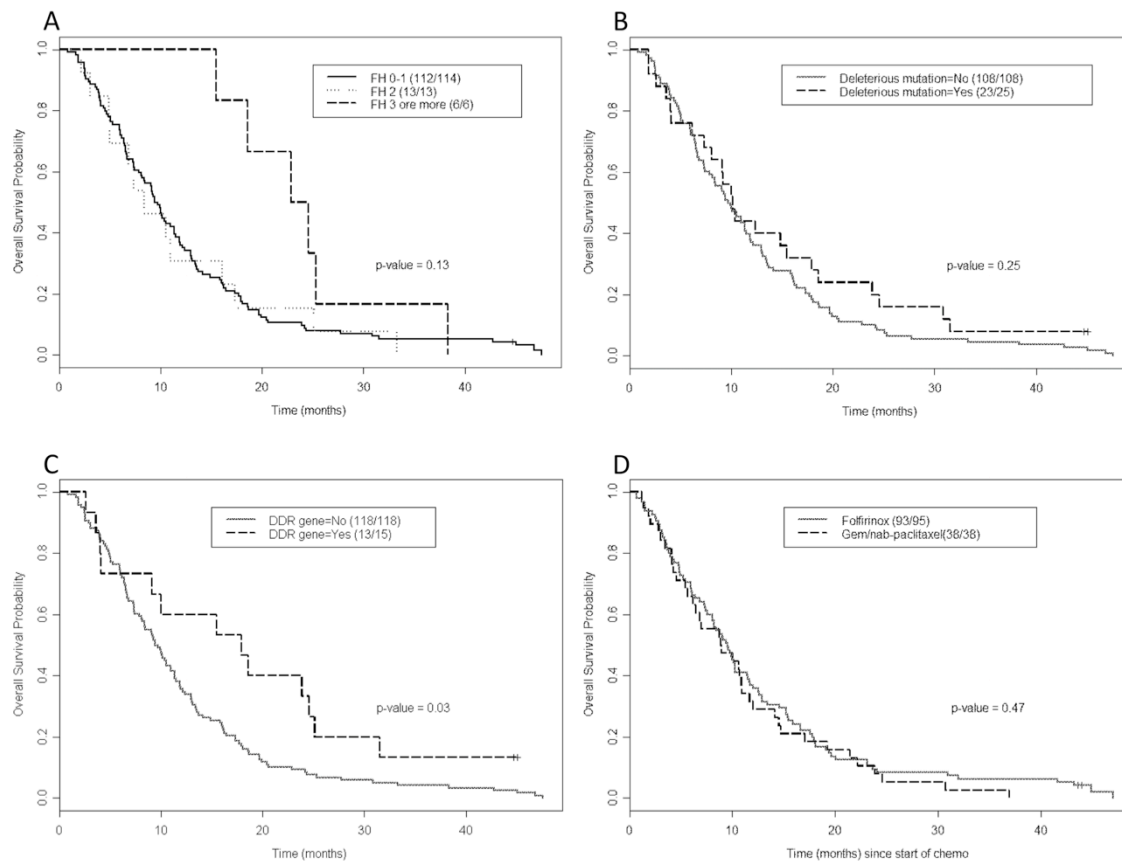 A
FH 0-1 (112/114)
FH 2 (13/13)
FH 3 ore more (6/6)
p-value = 0.13
Overall Survival Probability
0.0 0.2 0.4 0.6 0.8 1.0
0 10 20 30 40
Time (months)
B
Deleterious mutation=No (108/108)
Deleterious mutation=Yes (23/25)
p-value = 0.25
Overall Survival Probability
0.0 0.2 0.4 0.6 0.8 1.0
0 10 20 30 40
Time (months)
C
DDR gene=No (118/118)
DDR gene=Yes (13/15)
p-value = 0.03
Overall Survival Probability
0.0 0.2 0.4 0.6 0.8 1.0
0 10 20 30 40
Time (months)
D
Folfirinox (93/95)
Gem/nab-paclitaxel(38/38)
p-value = 0.47
Overall Survival Probability
0.0 0.2 0.4 0.6 0.8 1.0
0 10 20 30 40
Time (months) since start of chemo